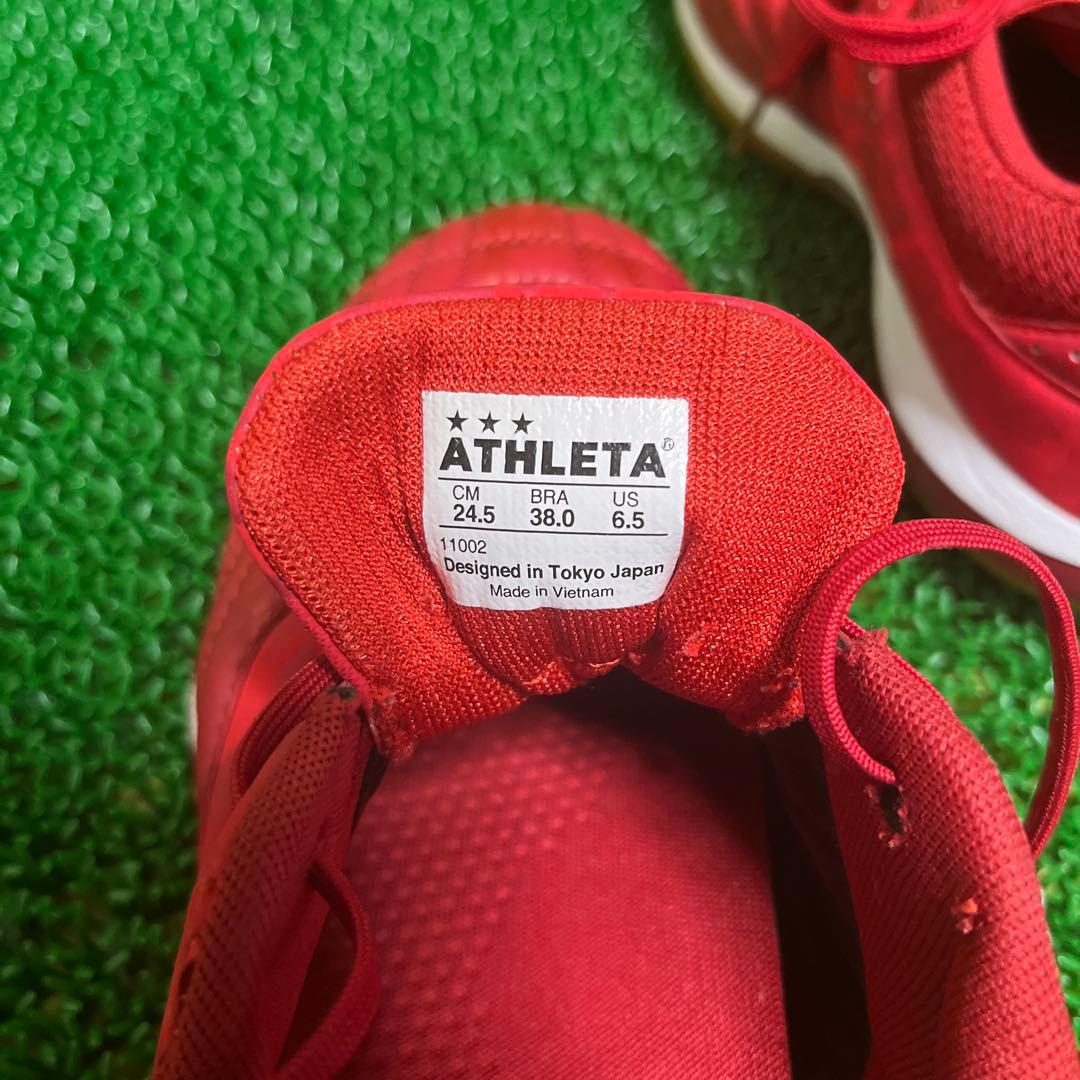 ★★★
ATHLETA®
CM BRA US
24.5 38.0 6.5
11002
Designed in Tokyo Japan
Made in Vietnam